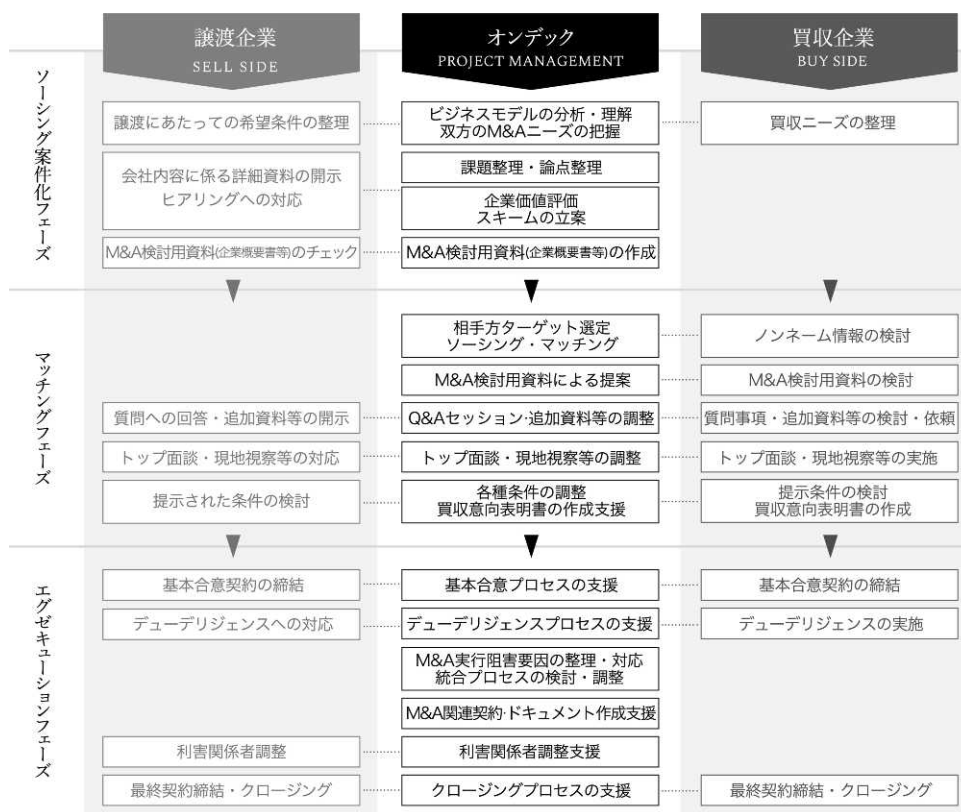 譲渡企業
SELL SIDE
オンデック
PROJECT MANAGEMENT
買収企業
BUY SIDE
ソーシング案件化フェーズ
譲渡にあたっての希望条件の整理
ビジネスモデルの分析・理解
双方のM&Aニーズの把握
買収ニーズの整理
会社内容に係る詳細資料の開示
ヒアリングへの対応
課題整理・論点整理
企業価値評価
スキームの立案
M&A検討用資料(企業概要書等)のチェック
M&A検討用資料(企業概要書等)の作成
マッチングフェーズ
相手方ターゲット選定
ソーシング・マッチング
ノンネーム情報の検討
M&A検討用資料による提案
M&A検討用資料の検討
質問への回答・追加資料等の開示
Q&Aセッション・追加資料等の調整
質問事項・追加資料等の検討・依頼
トップ面談・現地視察等の対応
トップ面談・現地視察等の調整
トップ面談・現地視察等の実施
提示された条件の検討
各種条件の調整
買収意向表明書の作成支援
提示条件の検討
買収意向表明書の作成
エグゼキューションフェーズ
基本合意契約の締結
基本合意プロセスの支援
基本合意契約の締結
デューデリジェンスへの対応
デューデリジェンスプロセスの支援
デューデリジェンスの実施
M&A実行阻害要因の整理・対応
統合プロセスの検討・調整
M&A関連契約・ドキュメント作成支援
利害関係者調整
利害関係者調整支援
最終契約締結・クロージング
クロージングプロセスの支援
最終契約締結・クロージング